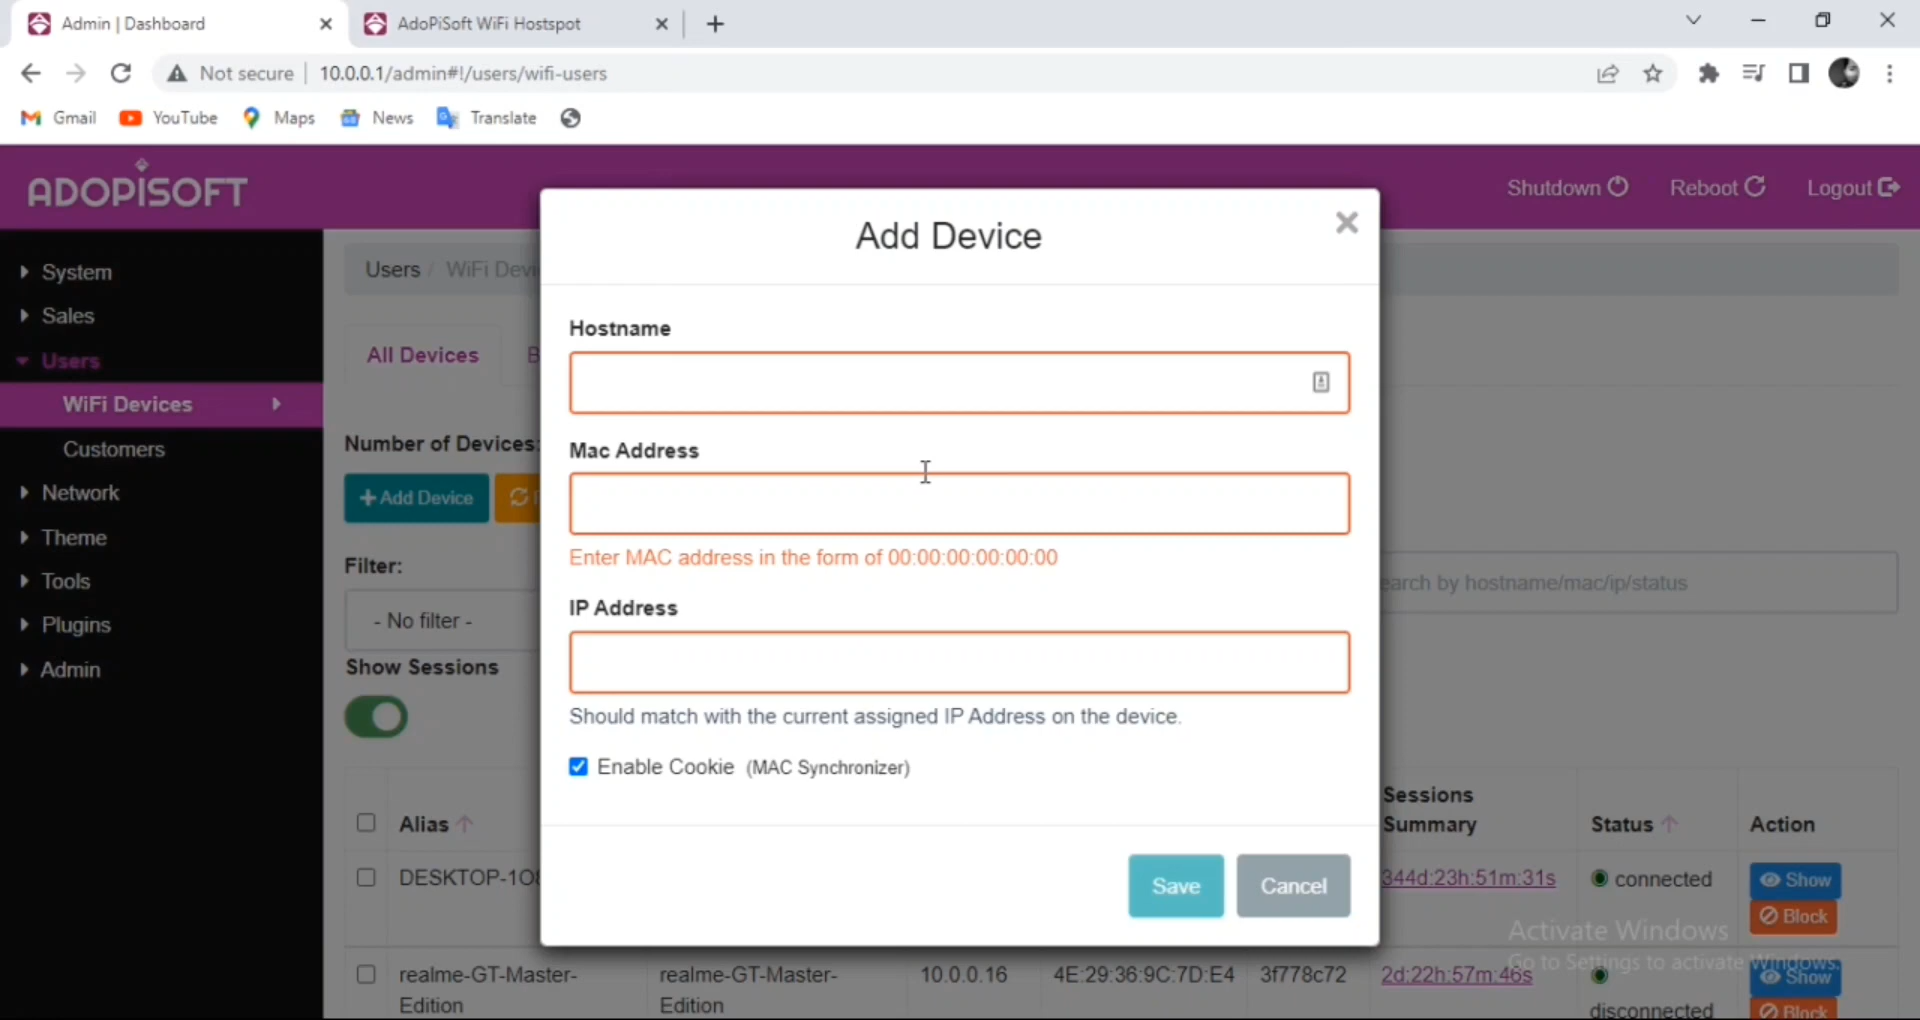 Admin | Dashboard
AdoPiSoft WiFi Hostspot
Not secure
10.0.0.1/admin#!/users/wifi-users
Gmail
YouTube
Maps
News
Translate
ADOPiSOFT
Shutdown
Reboot
Logout
System
Sales
Users
WiFi Devices
Customers
Network
Theme
Tools
Plugins
Admin
Users / WiFi Devi
All Devices
B
Number of Devices:
+ Add Device
Filter:
- No filter -
earch by hostname/mac/ip/status
Show Sessions
Add Device
Hostname
Mac Address
Enter MAC address in the form of 00:00:00:00:00:00
IP Address
Should match with the current assigned IP Address on the device.
Enable Cookie (MAC Synchronizer)
Save
Cancel
Alias
Sessions
Summary
Status
Action
DESKTOP-1O
344d:23h:51m:31s
connected
Show
Block
realme-GT-Master-
Edition
realme-GT-Master-
Edition
10.0.0.16
4E:29:36:9C:7D:E4
3f778c72
2d:22h:57m:46s
disconnected
Show
Block
Activate Windows
Go to Settings to activate Windows.